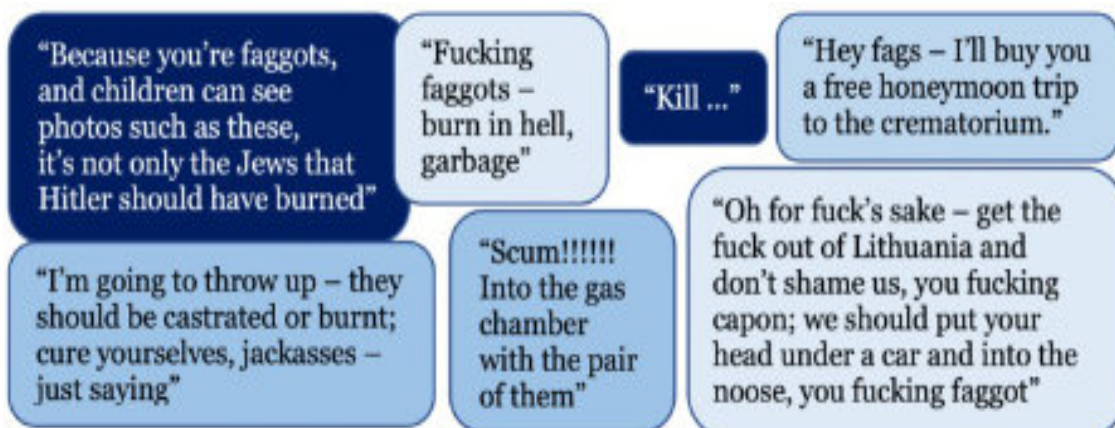 “Because you’re faggots,
and children can see
photos such as these,
it’s not only the Jews that
Hitler should have burned”
“Fucking
faggots –
burn in hell,
garbage”
“Kill ...”
“Hey fags – I’ll buy you
a free honeymoon trip
to the crematorium.”
“I’m going to throw up – they
should be castrated or burnt;
cure yourselves, jackasses –
just saying”
“Scum!!!!!!
Into the gas
chamber
with the pair
of them”
“Oh for fuck’s sake – get the
fuck out of Lithuania and
don’t shame us, you fucking
capon; we should put your
head under a car and into the
noose, you fucking faggot”